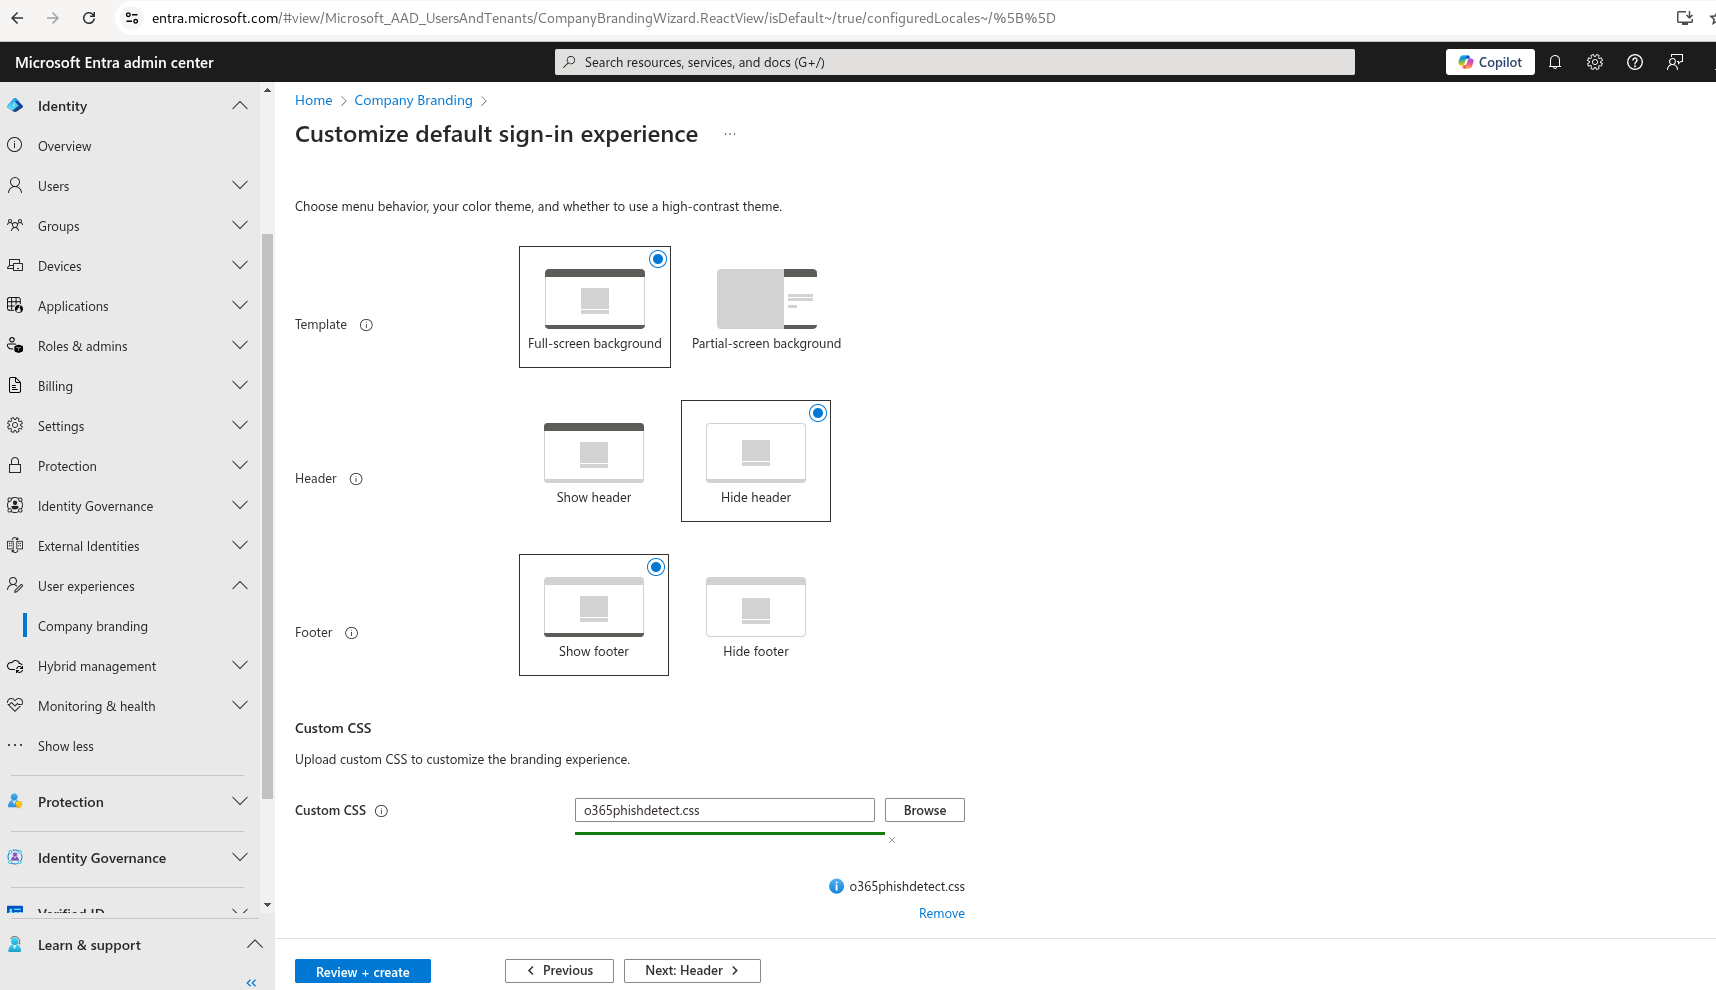 entra.microsoft.com/#view/Microsoft_AAD_UsersAndTenants/CompanyBrandingWizard.ReactView/isDefault~/true/configuredLocales~/%5B%5D
Microsoft Entra admin center
Search resources, services, and docs (G+/)
Copilot
Identity
Overview
Users
Groups
Devices
Applications
Roles & admins
Billing
Settings
Protection
Identity Governance
External Identities
User experiences
Company branding
Hybrid management
Monitoring & health
Show less
Protection
Identity Governance
Verified ID
Learn & support
Home > Company Branding >
Customize default sign-in experience ...
Choose menu behavior, your color theme, and whether to use a high-contrast theme.
Template
Full-screen background
Partial-screen background
Header
Show header
Hide header
Footer
Show footer
Hide footer
Custom CSS
Upload custom CSS to customize the branding experience.
Custom CSS
o365phishdetect.css
Browse
o365phishdetect.css
Remove
Review + create
< Previous
Next: Header >